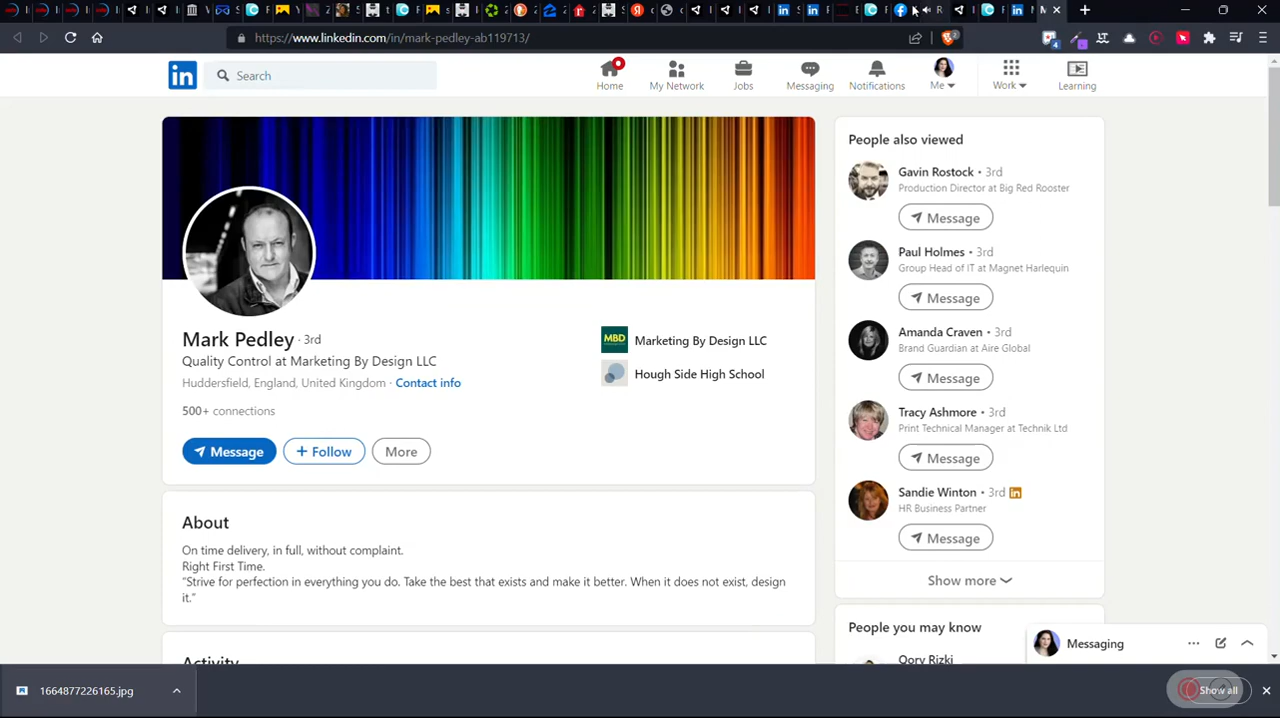 https://www.linkedin.com/in/mark-pedley-ab119713/
in
Search
Home
My Network
Jobs
Messaging
Notifications
Me
Work
Learning
Mark Pedley · 3rd
Quality Control at Marketing By Design LLC
Huddersfield, England, United Kingdom · Contact info
500+ connections
Message
+ Follow
More
MBD
Marketing By Design LLC
Hough Side High School
About
On time delivery, in full, without complaint.
Right First Time.
“Strive for perfection in everything you do. Take the best that exists and make it better. When it does not exist, design
it.”
Activity
People also viewed
Gavin Rostock • 3rd
Production Director at Big Red Rooster
Message
Paul Holmes • 3rd
Group Head of IT at Magnet Harlequin
Message
Amanda Craven • 3rd
Brand Guardian at Aire Global
Message
Tracy Ashmore • 3rd
Print Technical Manager at Technik Ltd
Message
Sandie Winton • 3rd in
HR Business Partner
Message
Show more
People you may know
Qory Rizki
Messaging
1664877226165.jpg
Show all